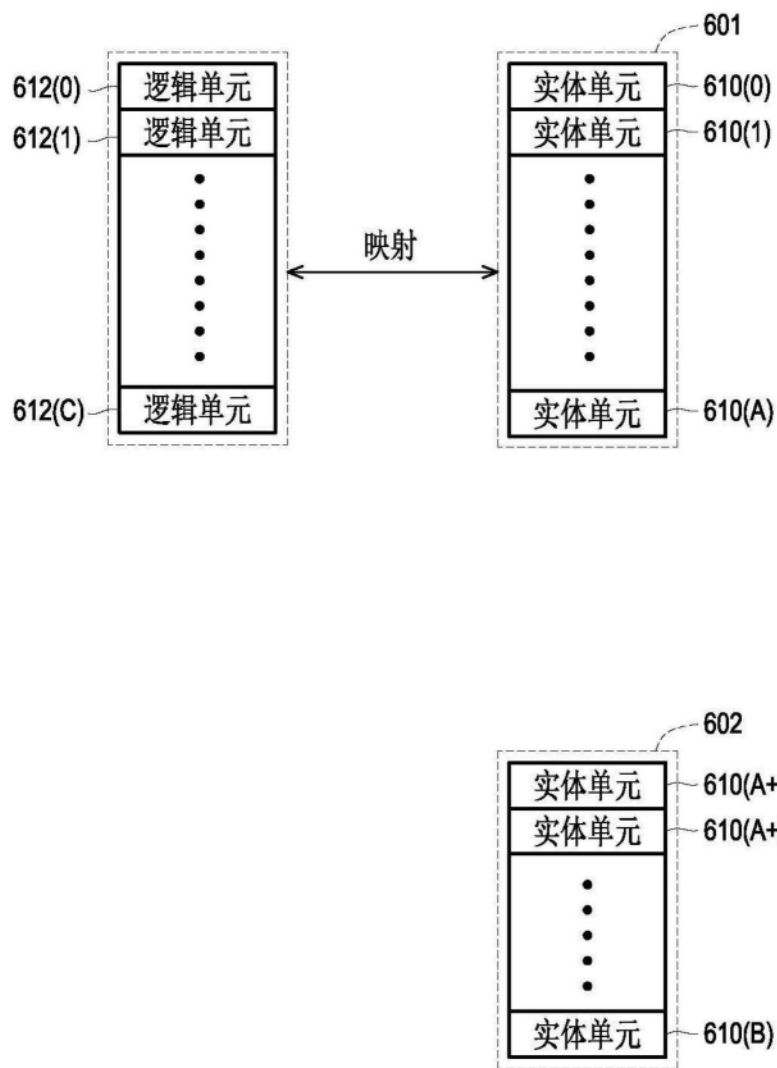 601
612(0) 逻辑单元 实体单元 610(0)
612(1) 逻辑单元 实体单元 610(1)
映射
612(C) 逻辑单元 实体单元 610(A)
602
实体单元 610(A+
实体单元 610(A+
实体单元 610(B)